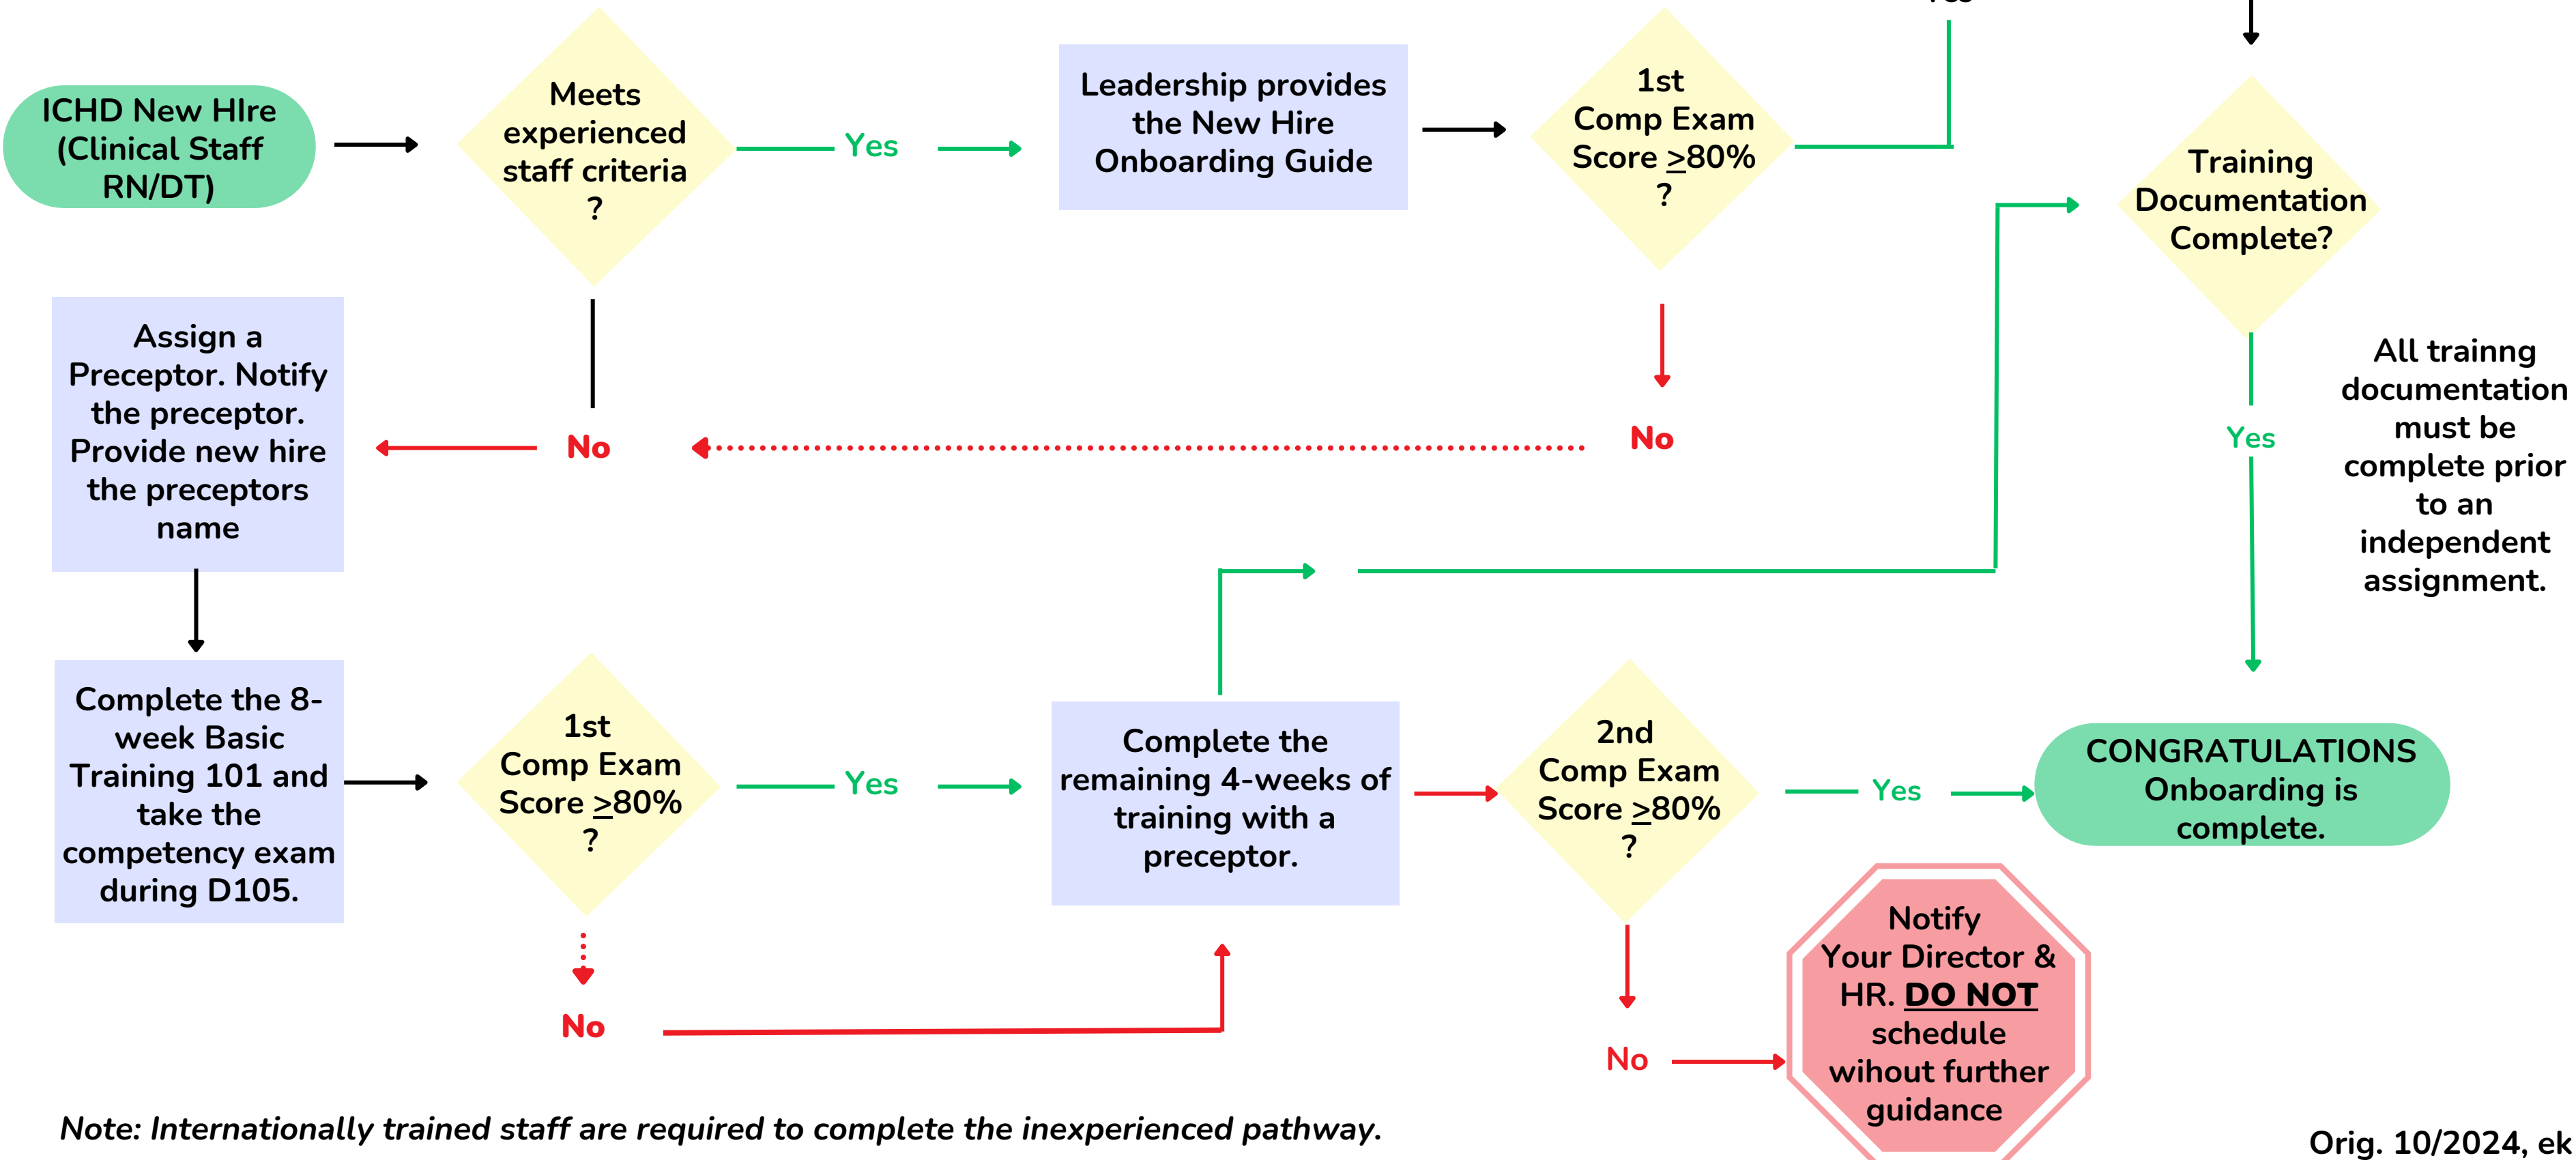 Yes
ICHD New HIre
(Clinical Staff
RN/DT)
Meets
experienced
staff criteria
?
Yes
Leadership provides
the New Hire
Onboarding Guide
1st
Comp Exam
Score >80%
?
Training
Documentation
Complete?
Assign a
Preceptor. Notify
the preceptor.
Provide new hire
the preceptors
name
No
No
Yes
All trainng
documentation
must be
complete prior
to an
independent
assignment.
Complete the 8-
week Basic
Training 101 and
take the
competency exam
during D105.
1st
Comp Exam
Score >80%
?
Yes
Complete the
remaining 4-weeks of
training with a
preceptor.
2nd
Comp Exam
Score >80%
?
Yes
CONGRATULATIONS
Onboarding is
complete.
No
No
Notify
Your Director &
HR. DO NOT
schedule
wihout further
guidance
Note: Internationally trained staff are required to complete the inexperienced pathway.
Orig. 10/2024, ek